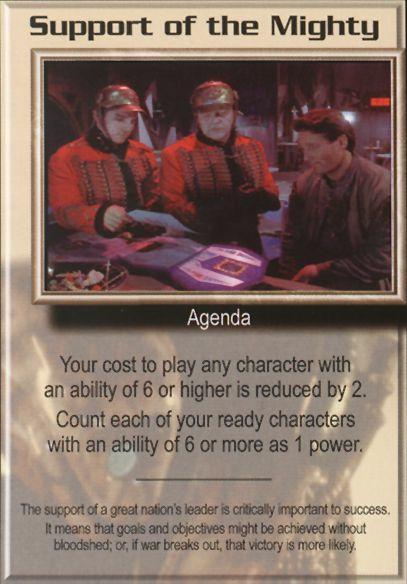 Support of the Mighty
Agenda
Your cost to play any character with
an ability of 6 or higher is reduced by 2.
Count each of your ready characters
with an ability of 6 or more as 1 power.
The support of a great nation's leader is critically important to success.
It means that goals and objectives might be achieved without
bloodshed; or, if war breaks out, that victory is more likely.